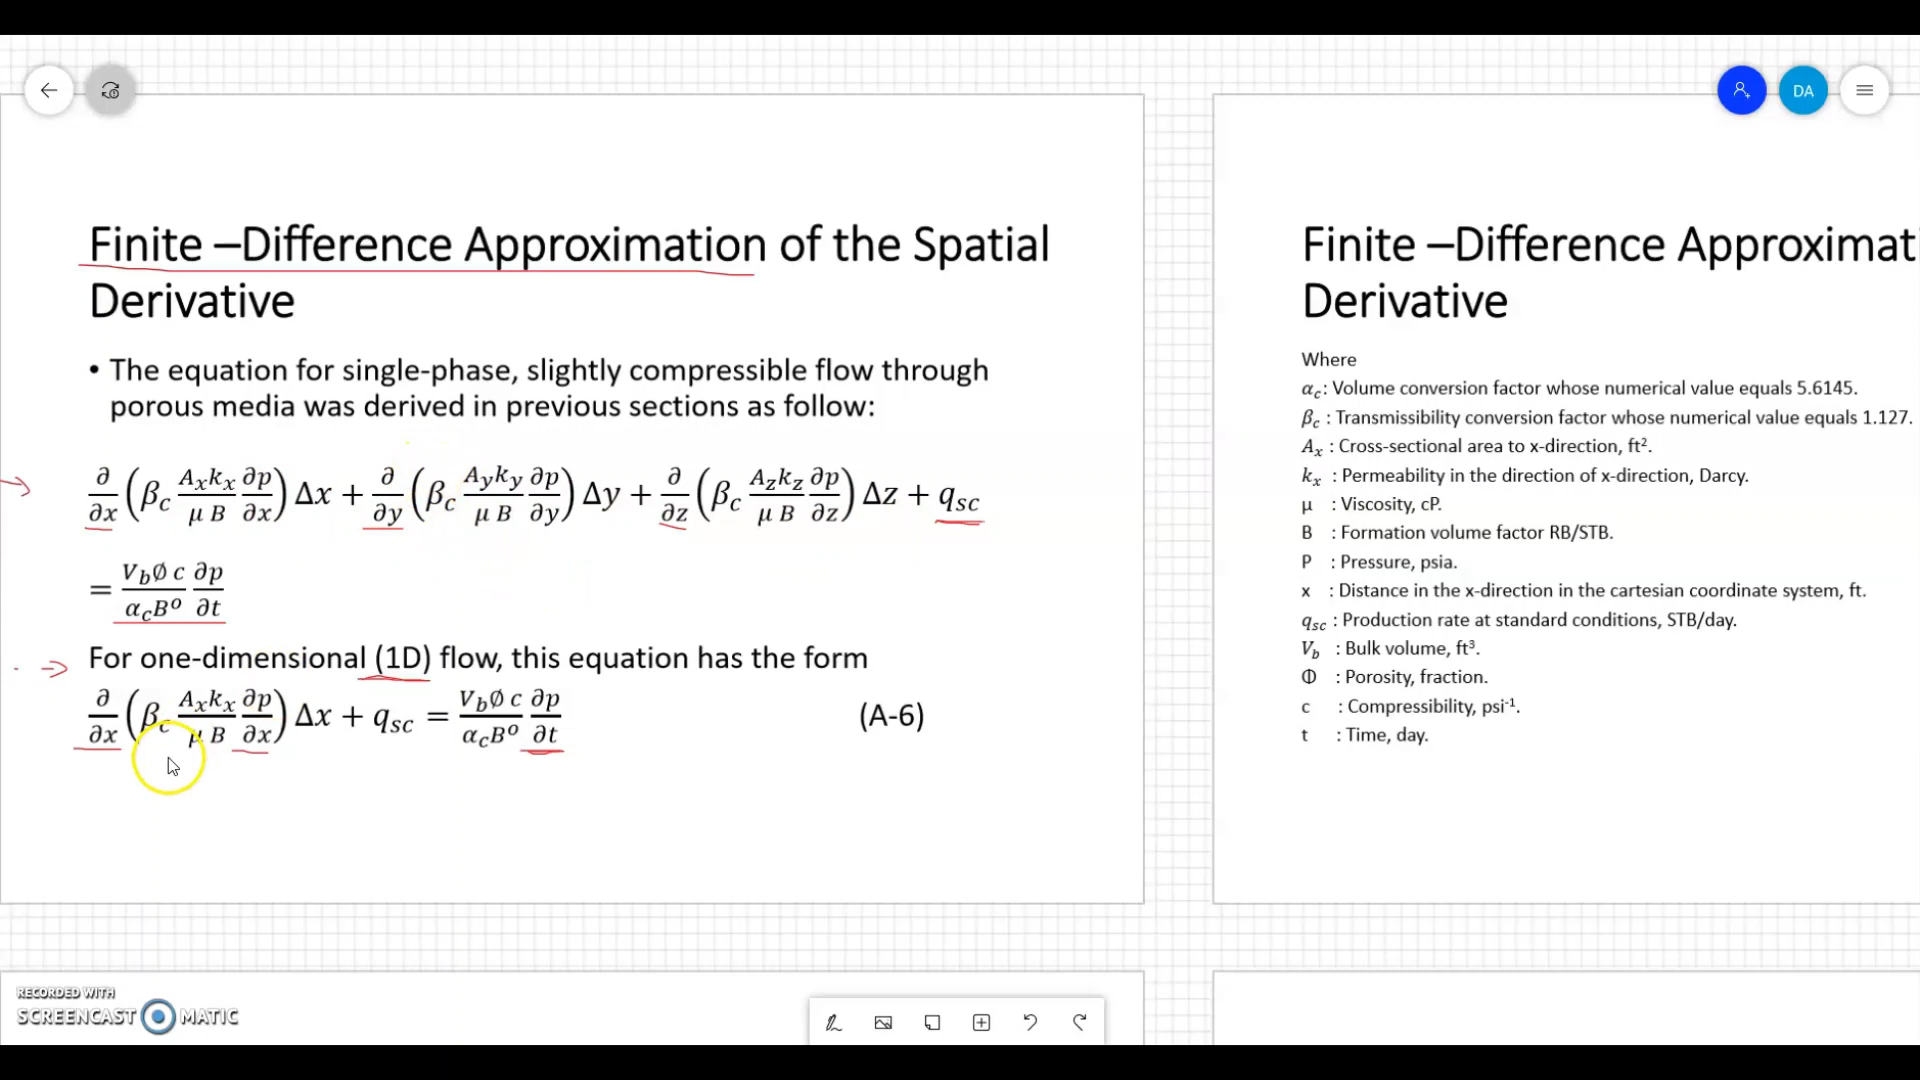 DA
Finite –Difference Approximation of the Spatial
Derivative
• The equation for single-phase, slightly compressible flow through
porous media was derived in previous sections as follow:
∂/∂x (β_c A_x k_x/(μ B) ∂p/∂x) Δx + ∂/∂y (β_c A_y k_y/(μ B) ∂p/∂y) Δy + ∂/∂z (β_c A_z k_z/(μ B) ∂p/∂z) Δz + q_sc
= V_b∅ c/(α_c B^o) ∂p/∂t
For one-dimensional (1D) flow, this equation has the form
∂/∂x (β_c A_x k_x/(μ B) ∂p/∂x) Δx + q_sc = V_b∅ c/(α_c B^o) ∂p/∂t (A-6)
Finite –Difference Approximati
Derivative
Where
α_c : Volume conversion factor whose numerical value equals 5.6145.
β_c : Transmissibility conversion factor whose numerical value equals 1.127.
A_x : Cross-sectional area to x-direction, ft².
k_x : Permeability in the direction of x-direction, Darcy.
μ : Viscosity, cP.
B : Formation volume factor RB/STB.
P : Pressure, psia.
x : Distance in the x-direction in the cartesian coordinate system, ft.
q_sc : Production rate at standard conditions, STB/day.
V_b : Bulk volume, ft³.
Φ : Porosity, fraction.
c : Compressibility, psi⁻¹.
t : Time, day.
RECORDED WITH
SCREENCAST MATIC